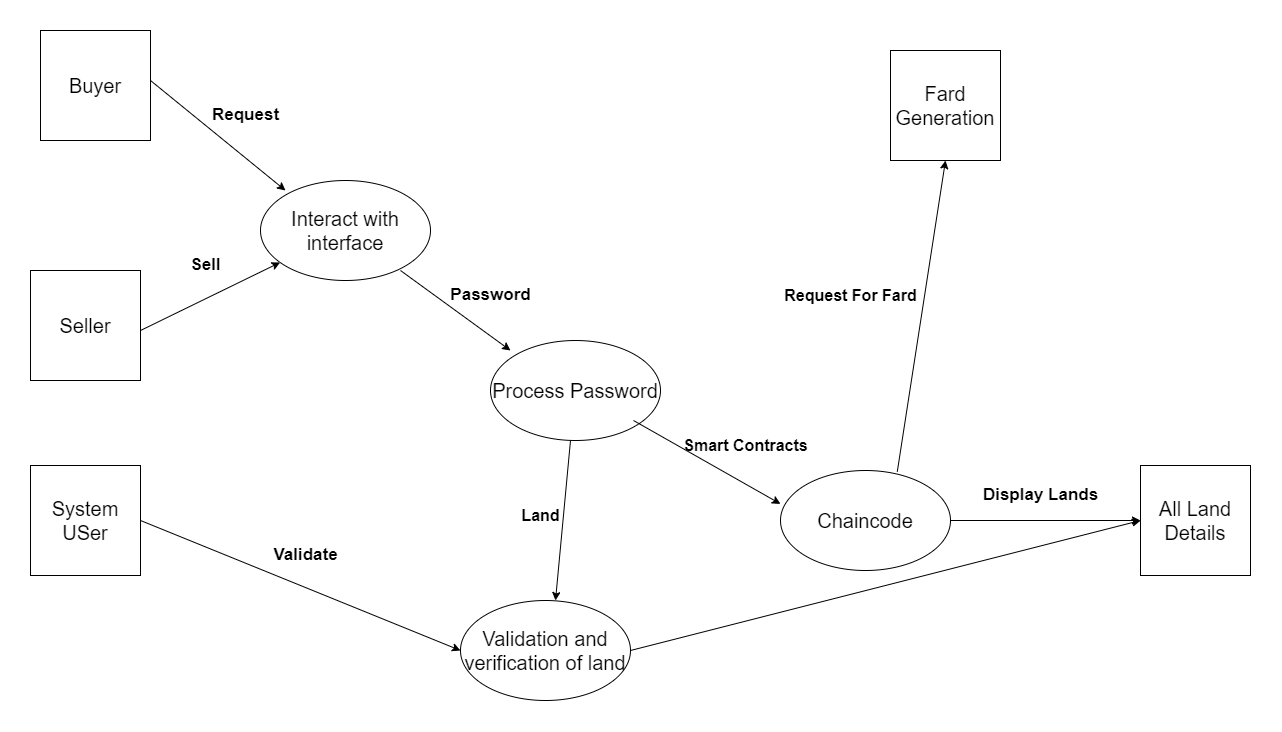 Buyer
Request
Fard
Generation
Interact with
interface
Sell
Seller
Password
Request For Fard
Process Password
Smart Contracts
System
USer
Validate
Land
Chaincode
Display Lands
All Land
Details
Validation and
verification of land